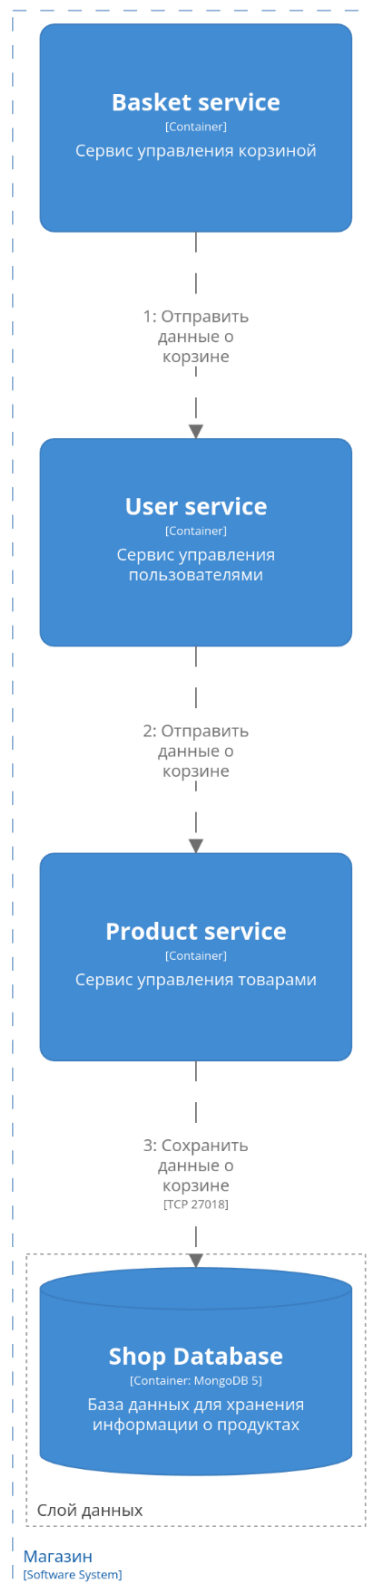 Basket service
[Container]
Сервис управления корзиной
1: Отправить
данные о
корзине
User service
[Container]
Сервис управления
пользователями
2: Отправить
данные о
корзине
Product service
[Container]
Сервис управления товарами
3: Сохранить
данные о
корзине
[TCP 27018]
Shop Database
[Container: MongoDB 5]
База данных для хранения
информации о продуктах
Слой данных
Магазин
[Software System]